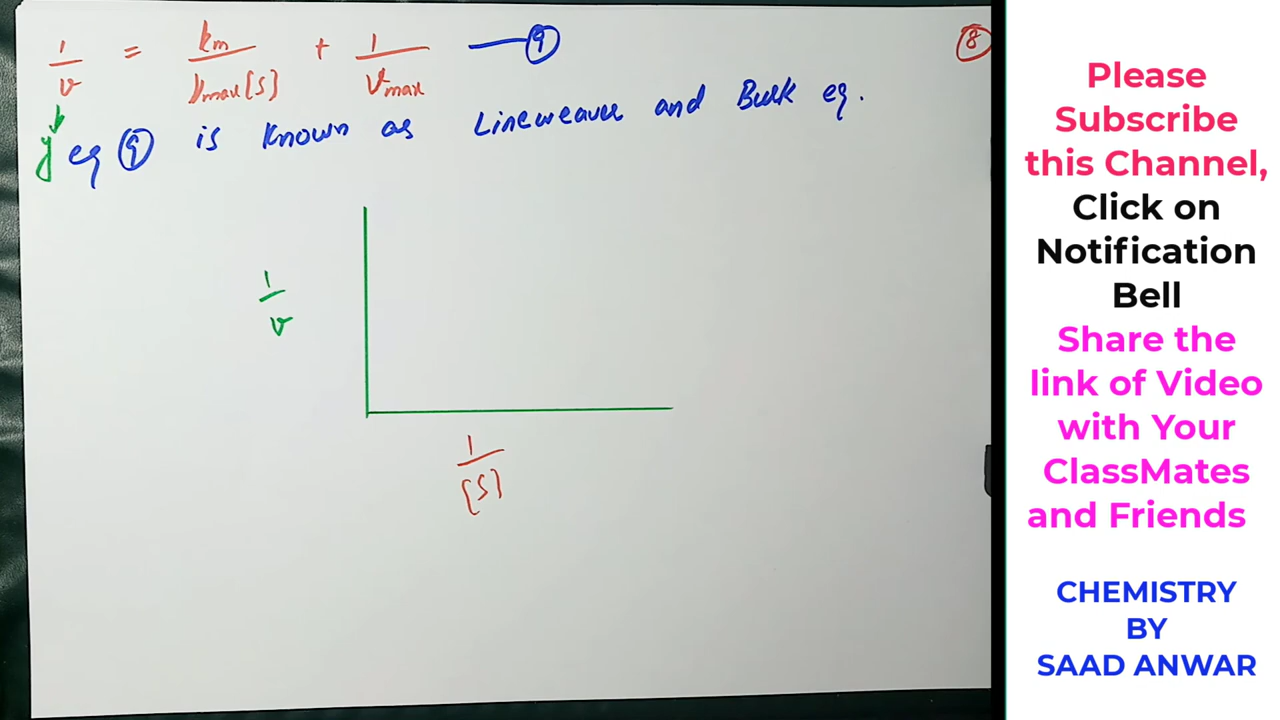 1/v = km/Vmax[S] + 1/Vmax — 9
8
y eq 9 is known as Lineweaver and Burk eq.
1/v
1/[S]
Please
Subscribe
this Channel,
Click on
Notification
Bell
Share the
link of Video
with Your
ClassMates
and Friends
CHEMISTRY
BY
SAAD ANWAR